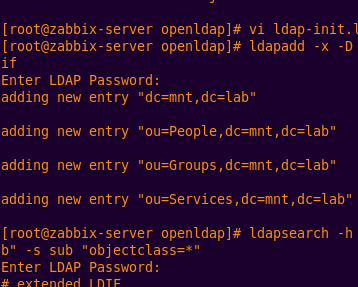 [root@zabbix-server openldap]# vi ldap-init.l
[root@zabbix-server openldap]# ldapadd -x -D
if
Enter LDAP Password:
adding new entry "dc=mnt,dc=lab"
adding new entry "ou=People,dc=mnt,dc=lab"
adding new entry "ou=Groups,dc=mnt,dc=lab"
adding new entry "ou=Services,dc=mnt,dc=lab"
[root@zabbix-server openldap]# ldapsearch -h
b" -s sub "objectclass=*"
Enter LDAP Password:
# extended LDIF